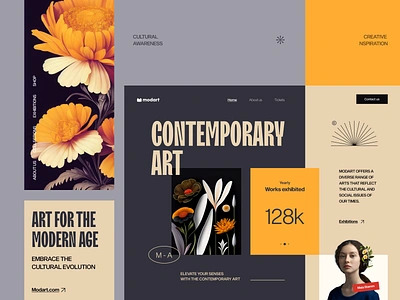 CULTURAL
AWARENESS
CREATIVE
NSPIRATION
SHOP
EXHIBITIONS
ABOUT US
modart
Home
About us
Tickets
Contact us
CONTEMPORARY
ART
Yearly
Works exhibited
128k
M - A
ELEVATE YOUR SENSES
WITH THE CONTEMPORARY ART
MODART OFFERS A
DIVERSE RANGE OF
ARTS THAT REFLECT
THE CULTURAL AND
SOCIAL ISSUES OF
OUR TIMES.
Exhibitions
ART FOR THE
MODERN AGE
EMBRACE THE
CULTURAL EVOLUTION
Modart.com